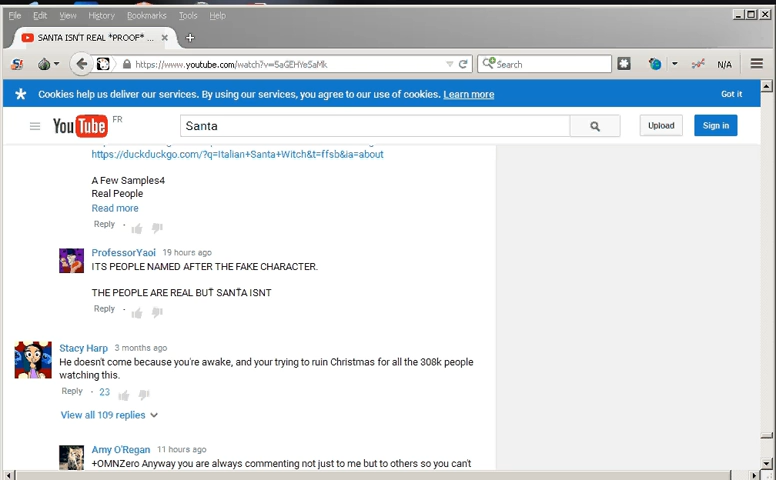 File Edit View History Bookmarks Tools Help
SANTA ISN'T REAL *PROOF* ...
https://www.youtube.com/watch?v=5aGEHYeSaMk
Search
N/A
Cookies help us deliver our services. By using our services, you agree to our use of cookies. Learn more
Got it
YouTube FR
Santa
Upload
Sign in
https://duckduckgo.com/?q=Italian+Santa+Witch&t=ffsb&ia=about
A Few Samples4
Real People
Read more
Reply
ProfessorYaoi 19 hours ago
ITS PEOPLE NAMED AFTER THE FAKE CHARACTER.
THE PEOPLE ARE REAL BUT SANTA ISNT
Reply
Stacy Harp 3 months ago
He doesn't come because you're awake, and your trying to ruin Christmas for all the 308k people
watching this.
Reply · 23
View all 109 replies
Amy O'Regan 11 hours ago
+OMNZero Anyway you are always commenting not just to me but to others so you can't